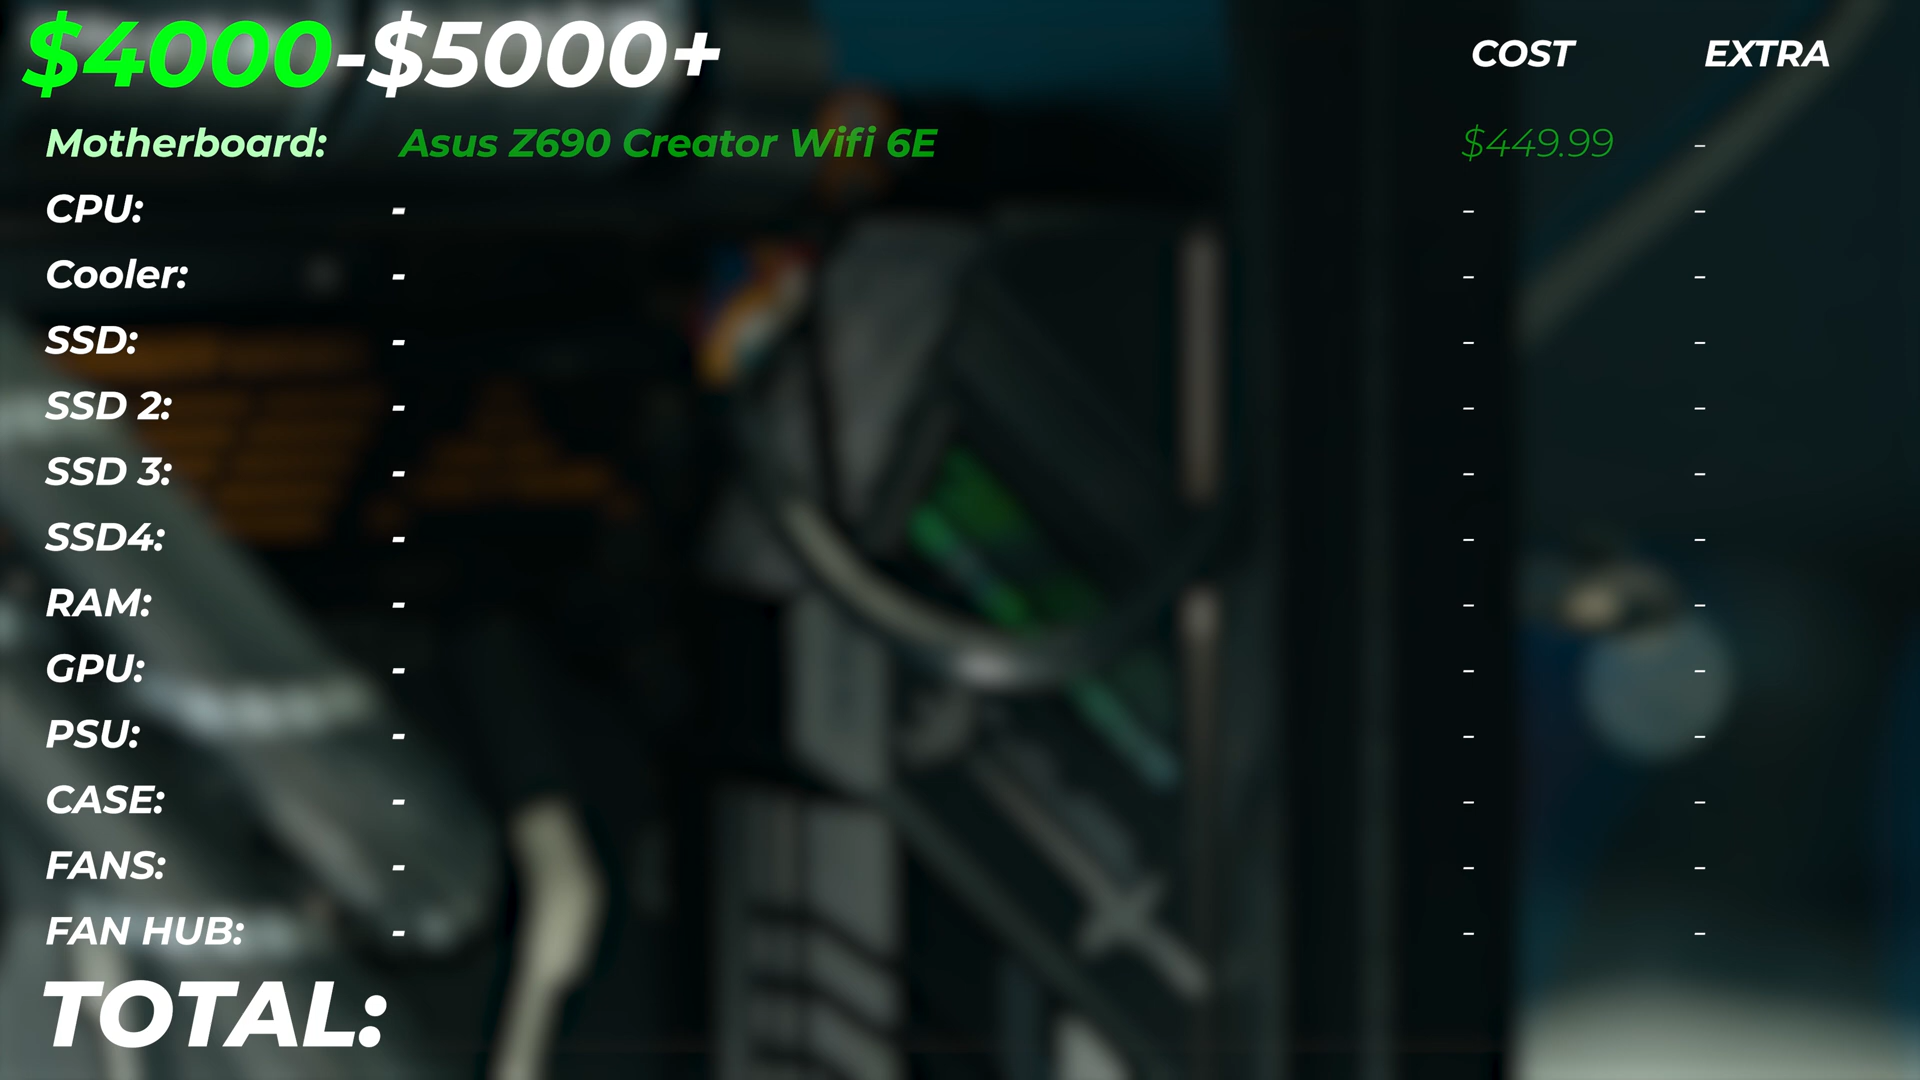 $4000-$5000+ COST EXTRA
Motherboard: Asus Z690 Creator Wifi 6E $449.99 -
CPU: - - -
Cooler: - - -
SSD: - - -
SSD 2: - - -
SSD 3: - - -
SSD4: - - -
RAM: - - -
GPU: - - -
PSU: - - -
CASE: - - -
FANS: - - -
FAN HUB: - - -
TOTAL: